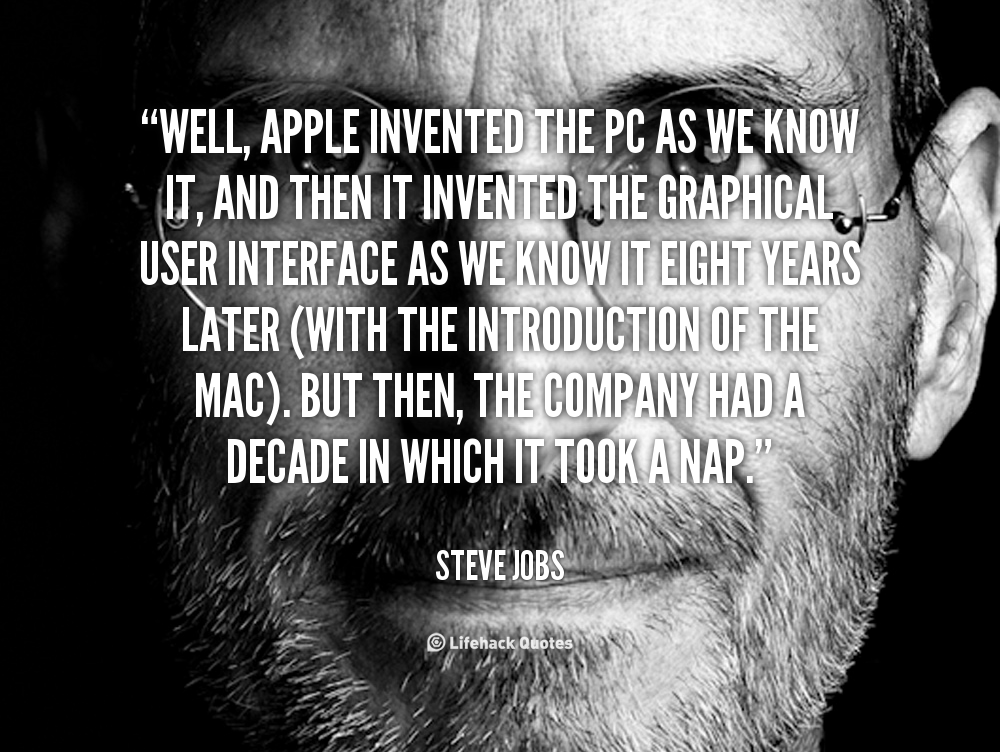 “WELL, APPLE INVENTED THE PC AS WE KNOW
IT, AND THEN IT INVENTED THE GRAPHICAL
USER INTERFACE AS WE KNOW IT EIGHT YEARS
LATER (WITH THE INTRODUCTION OF THE
MAC). BUT THEN, THE COMPANY HAD A
DECADE IN WHICH IT TOOK A NAP.”
STEVE JOBS
Lifehack Quotes